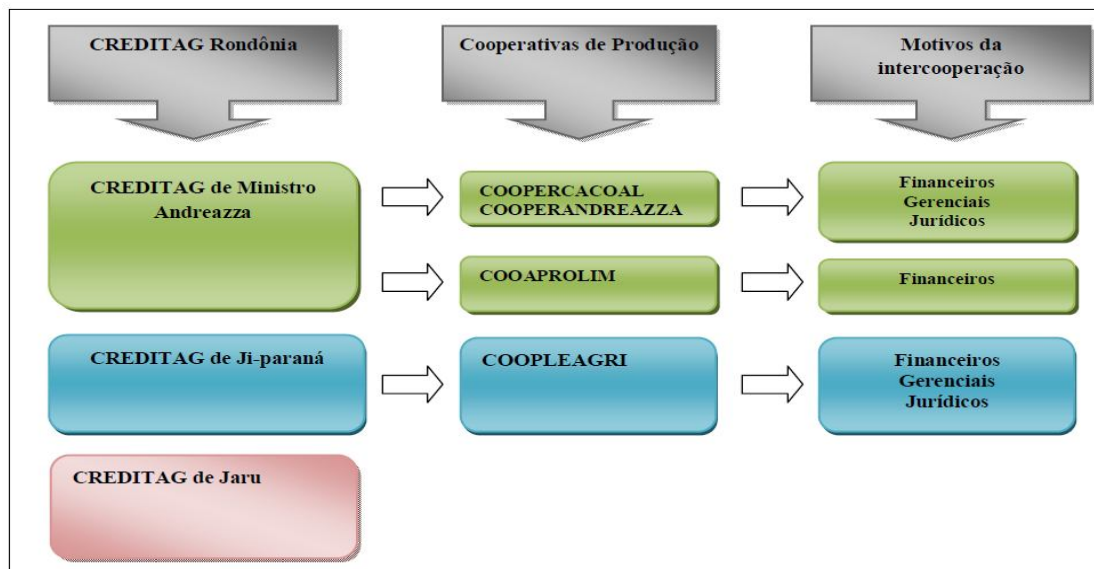 CREDITAG Rondônia
Cooperativas de Produção
Motivos da
intercooperação
CREDITAG de Ministro
Andreazza
COOPERCACOAL
COOPERANDREAZZA
Financeiros
Gerenciais
Jurídicos
COOAPROLIM
Financeiros
CREDITAG de Ji-paraná
COOPLEAGRI
Financeiros
Gerenciais
Jurídicos
CREDITAG de Jaru